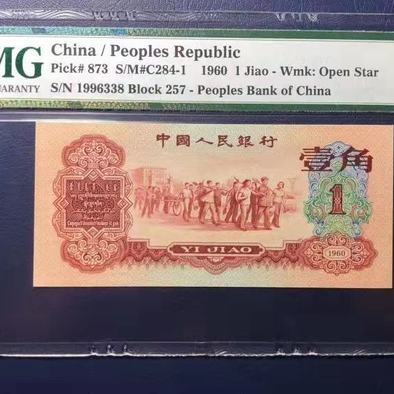 MG
GUARANTY
China / Peoples Republic
Pick# 873 S/M#C284-1 1960 1 Jiao - Wmk: Open Star
S/N 1996338 Block 257 - Peoples Bank of China
中國人民銀行
壹角
1
YI JIAO
1960